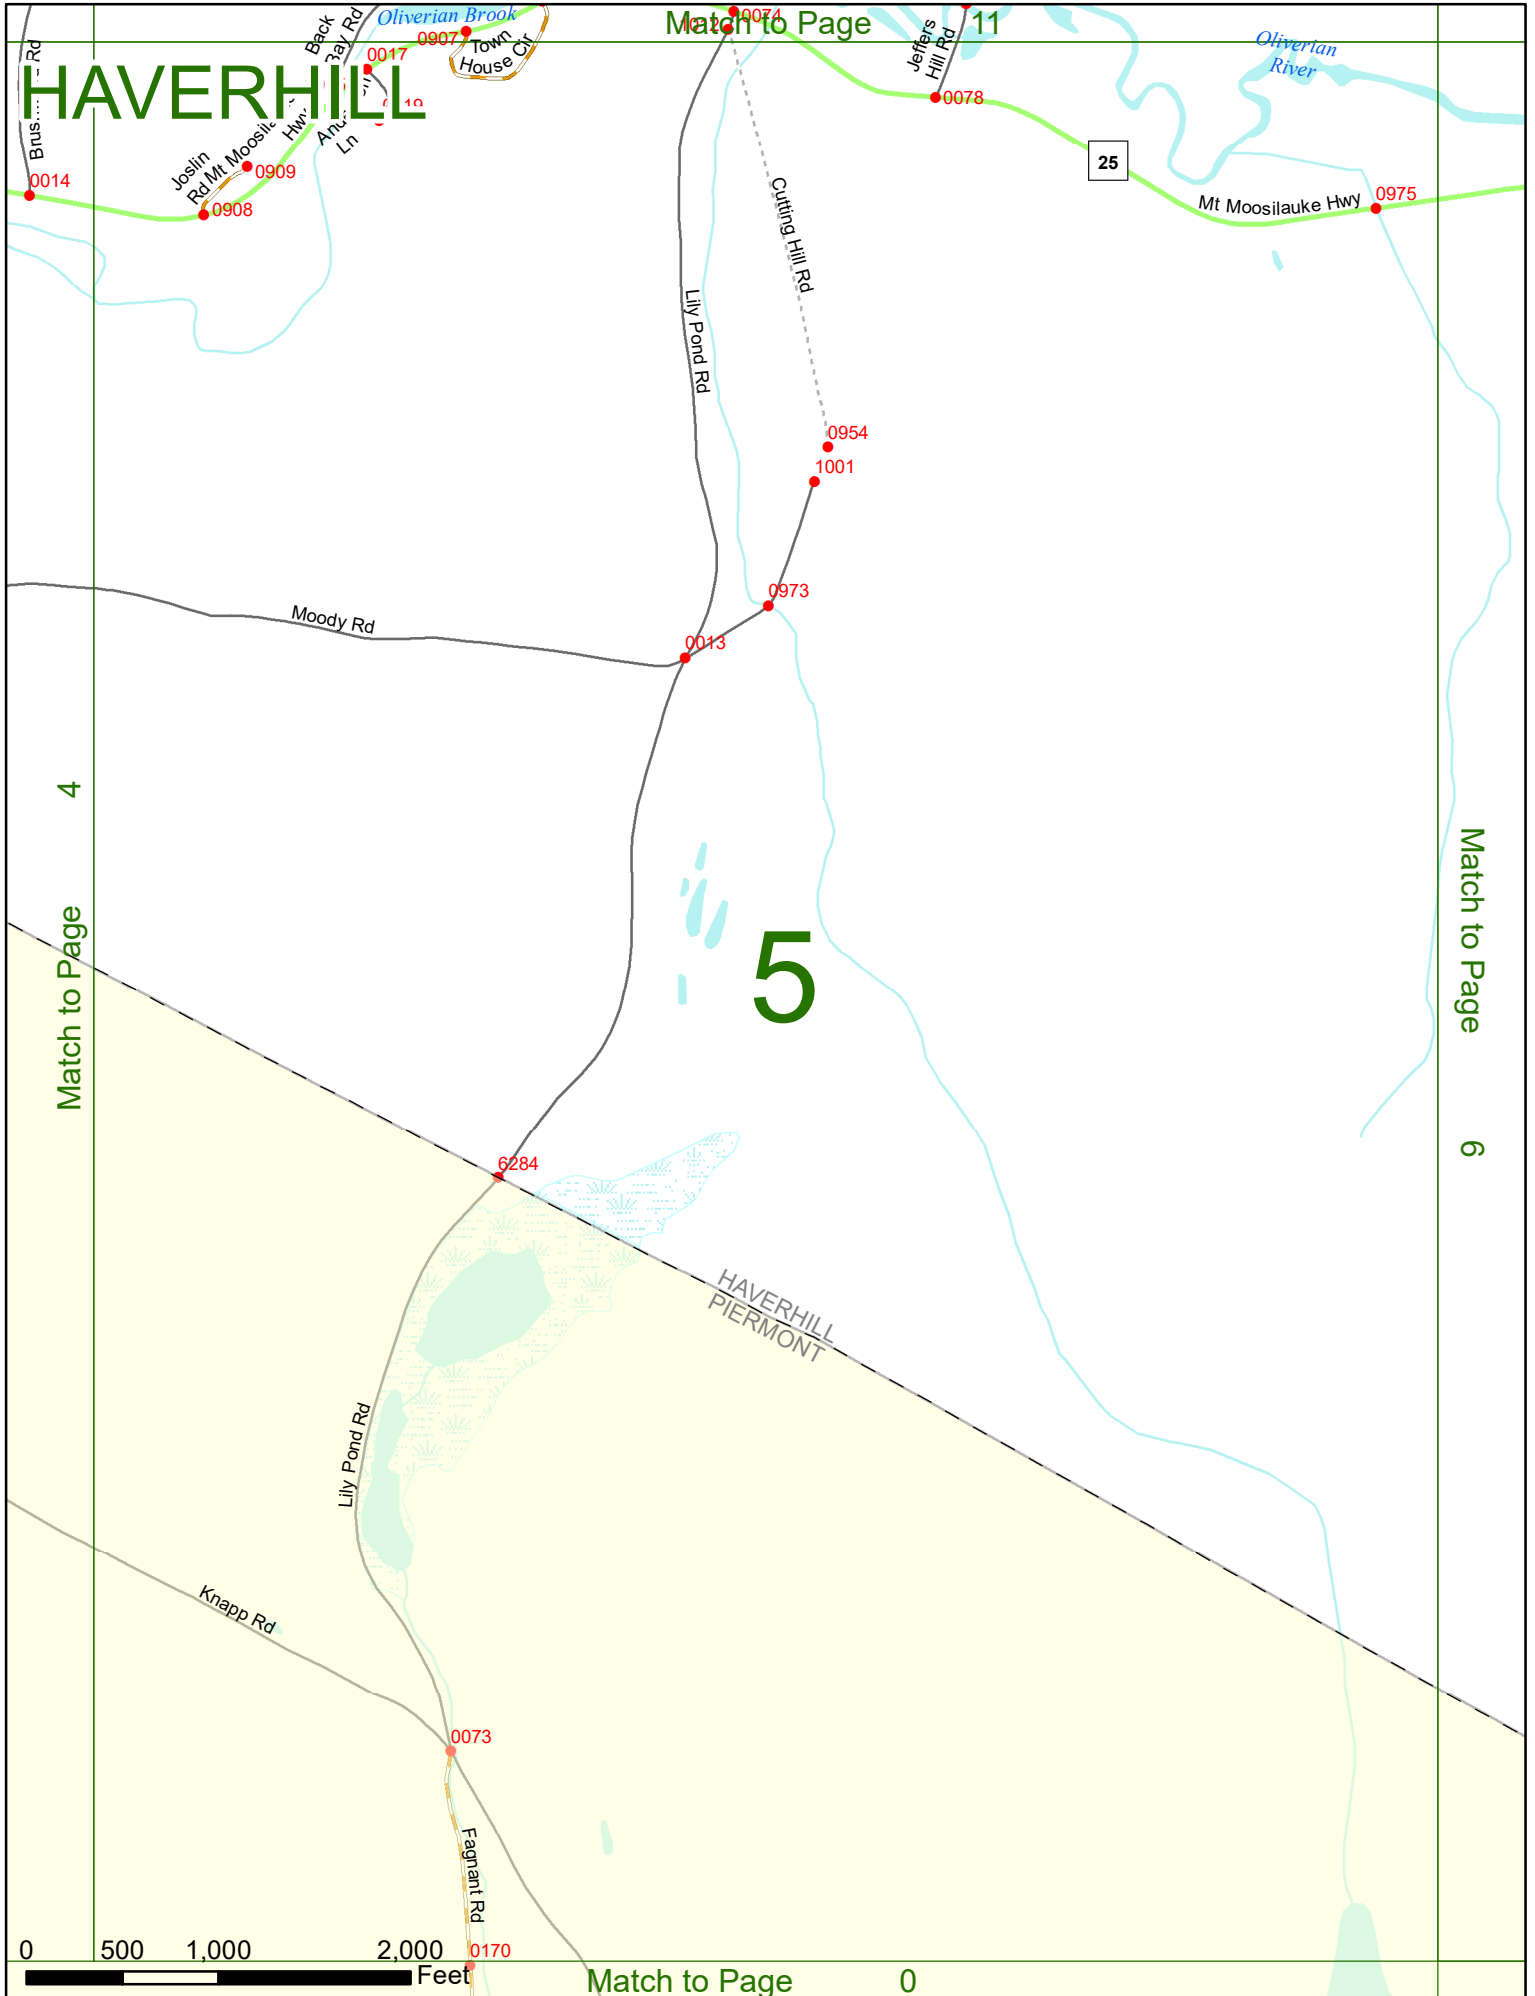 Oliverian Brook
Match to Page 11
0074
0907
Town
House Cir
Back
Bay Rd
0017
Jeffers
Hill Rd
0078
Oliverian
River
HAVERHILL
25
Joslin
Rd
Mt Moosila
Hwy
Ln
0909
0014
0908
Mt Moosilauke Hwy
0975
Cutting Hill Rd
Lily Pond Rd
0954
1001
0973
Moody Rd
0013
4
Match to Page
Match to Page
6
5
6284
HAVERHILL
PIERMONT
Lily Pond Rd
Knapp Rd
0073
Fagnant Rd
0170
0 500 1,000 2,000
Feet
Match to Page 0